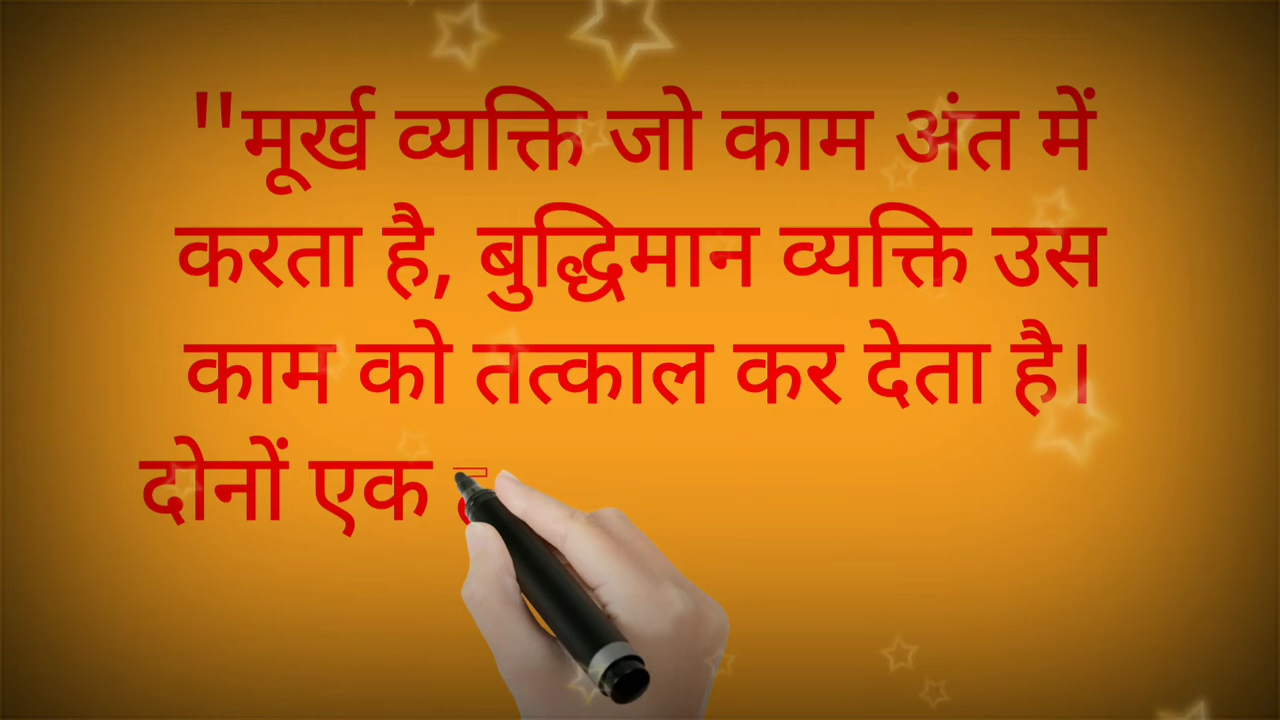 "मूर्ख व्यक्ति जो काम अंत में
करता है, बुद्धिमान व्यक्ति उस
काम को तत्काल कर देता है।
दोनों एक